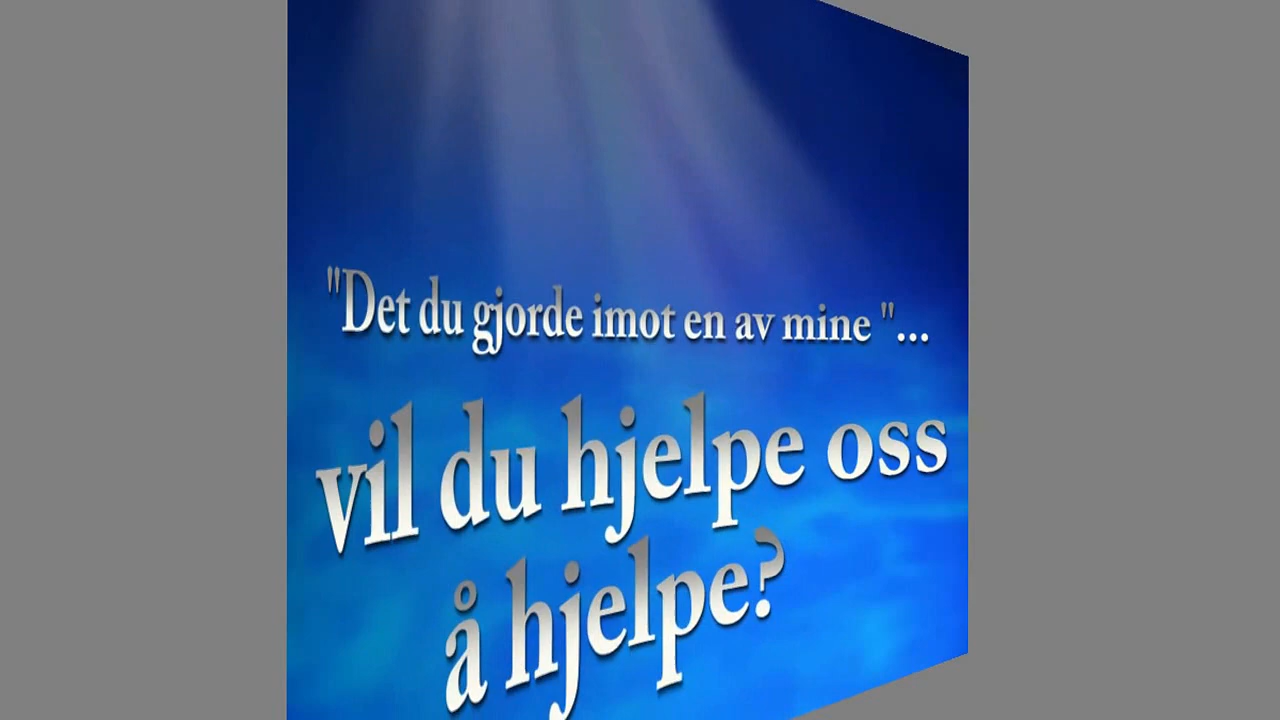 "Det du gjorde imot en av mine "...
vil du hjelpe oss
å hjelpe?